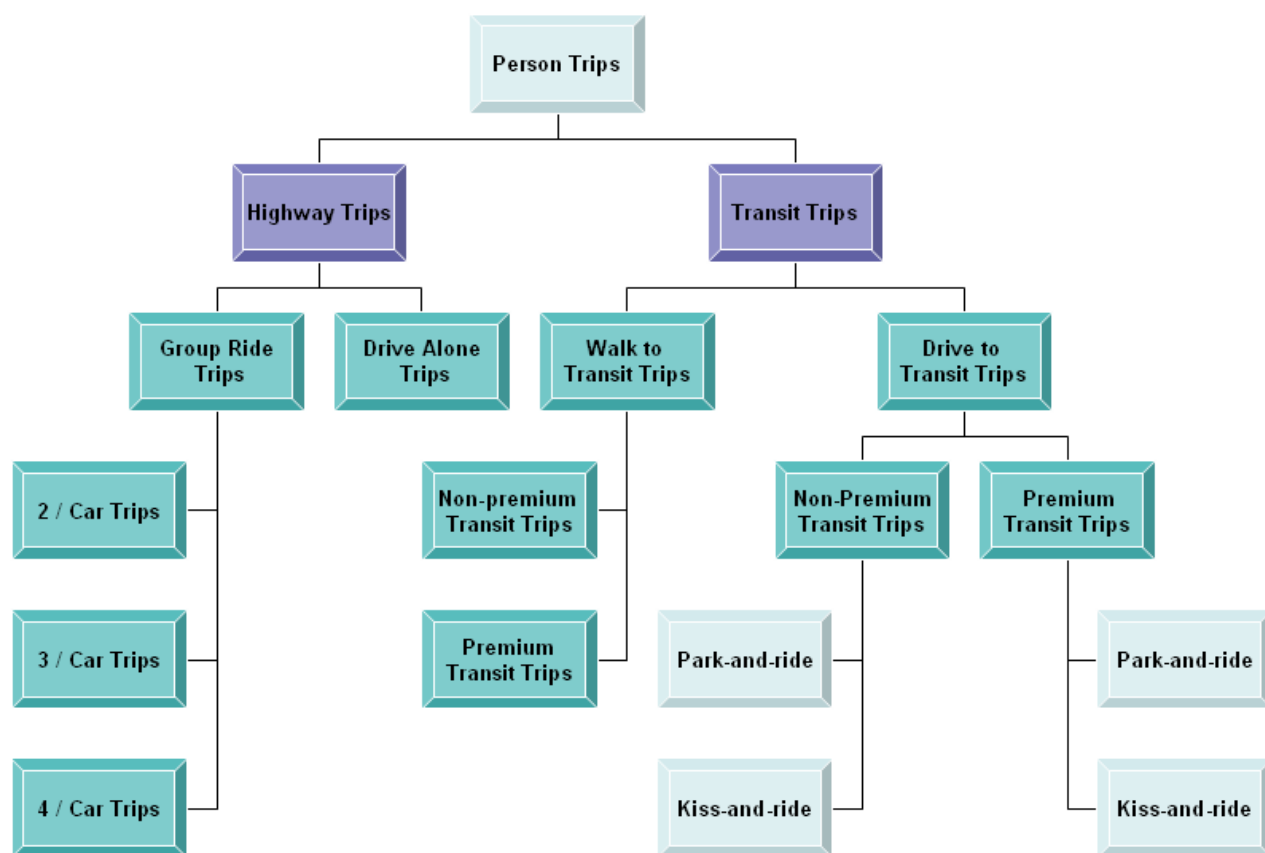 Person Trips
Highway Trips
Transit Trips
Group Ride
Trips
Drive Alone
Trips
Walk to
Transit Trips
Drive to
Transit Trips
2 / Car Trips
Non-premium
Transit Trips
Non-Premium
Transit Trips
Premium
Transit Trips
3 / Car Trips
Premium
Transit Trips
Park-and-ride
Park-and-ride
4 / Car Trips
Kiss-and-ride
Kiss-and-ride